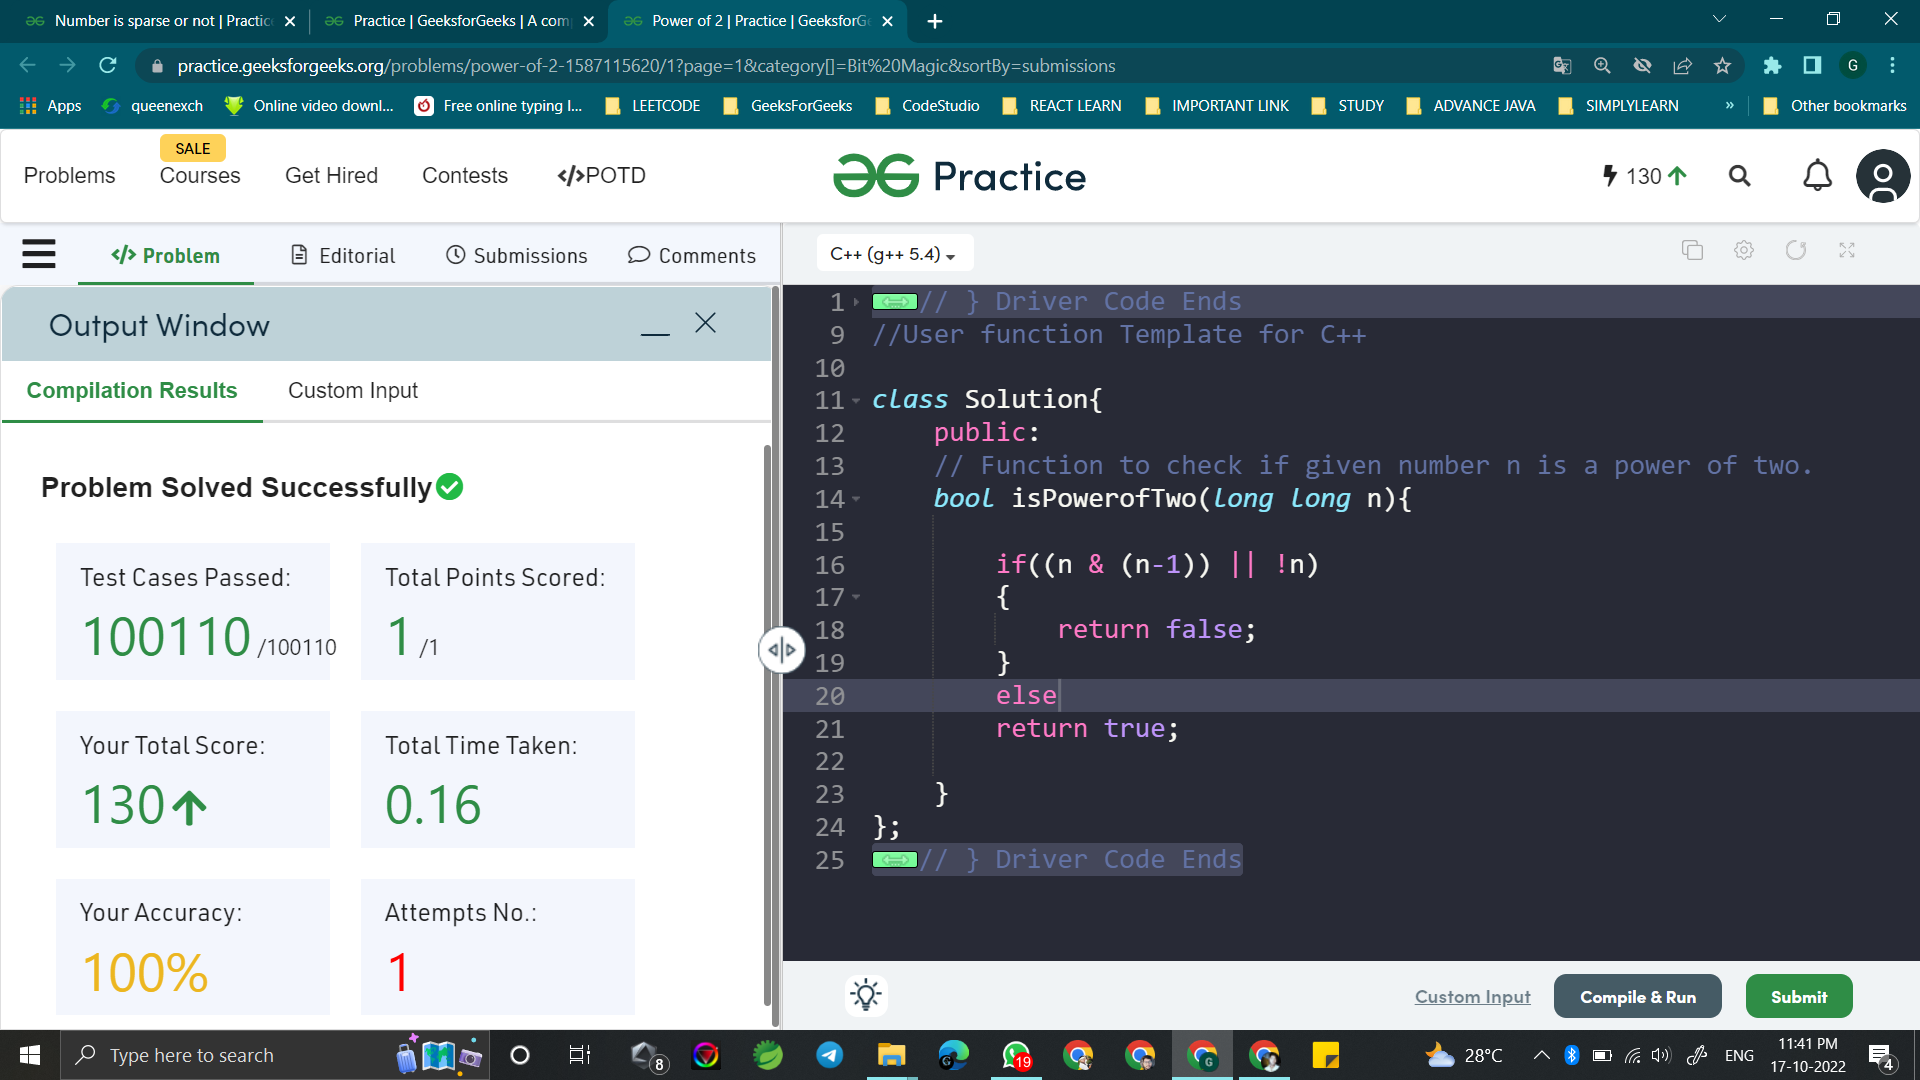 Number is sparse or not | Practic
Practice | GeeksforGeeks | A com
Power of 2 | Practice | GeeksforGe
practice.geeksforgeeks.org/problems/power-of-2-1587115620/1?page=1&category[]=Bit%20Magic&sortBy=submissions
G
Apps
queenexch
Online video downl...
Free online typing I...
LEETCODE
GeeksForGeeks
CodeStudio
REACT LEARN
IMPORTANT LINK
STUDY
ADVANCE JAVA
SIMPLYLEARN
»
Other bookmarks
Problems
SALE
Courses
Get Hired
Contests
</>POTD
Practice
130
</> Problem
Editorial
Submissions
Comments
C++ (g++ 5.4)
Output Window
Compilation Results
Custom Input
Problem Solved Successfully
Test Cases Passed:
100110 /100110
Total Points Scored:
1 /1
Your Total Score:
130
Total Time Taken:
0.16
Your Accuracy:
100%
Attempts No.:
1
1 // } Driver Code Ends
9 //User function Template for C++
10
11 class Solution{
12 public:
13 // Function to check if given number n is a power of two.
14 bool isPowerofTwo(long long n){
15
16 if((n & (n-1)) || !n)
17 {
18 return false;
19 }
20 else
21 return true;
22
23 }
24 };
25 // } Driver Code Ends
Custom Input
Compile & Run
Submit
Type here to search
8
G
19
G
28°C
ENG
11:41 PM
17-10-2022
4